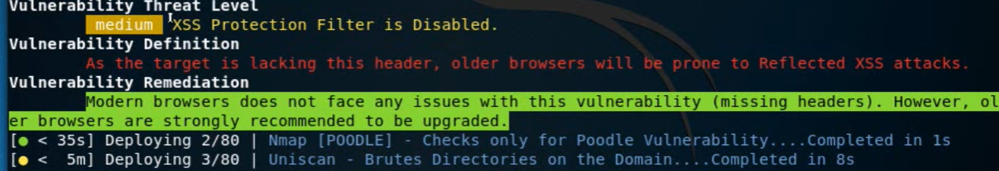 Vulnerability Threat Level
medium XSS Protection Filter is Disabled.
Vulnerability Definition
As the target is lacking this header, older browsers will be prone to Reflected XSS attacks.
Vulnerability Remediation
Modern browsers does not face any issues with this vulnerability (missing headers). However, ol
er browsers are strongly recommended to be upgraded.
[● < 35s] Deploying 2/80 | Nmap [POODLE] - Checks only for Poodle Vulnerability....Completed in 1s
[● <  5m] Deploying 3/80 | Uniscan - Brutes Directories on the Domain....Completed in 8s